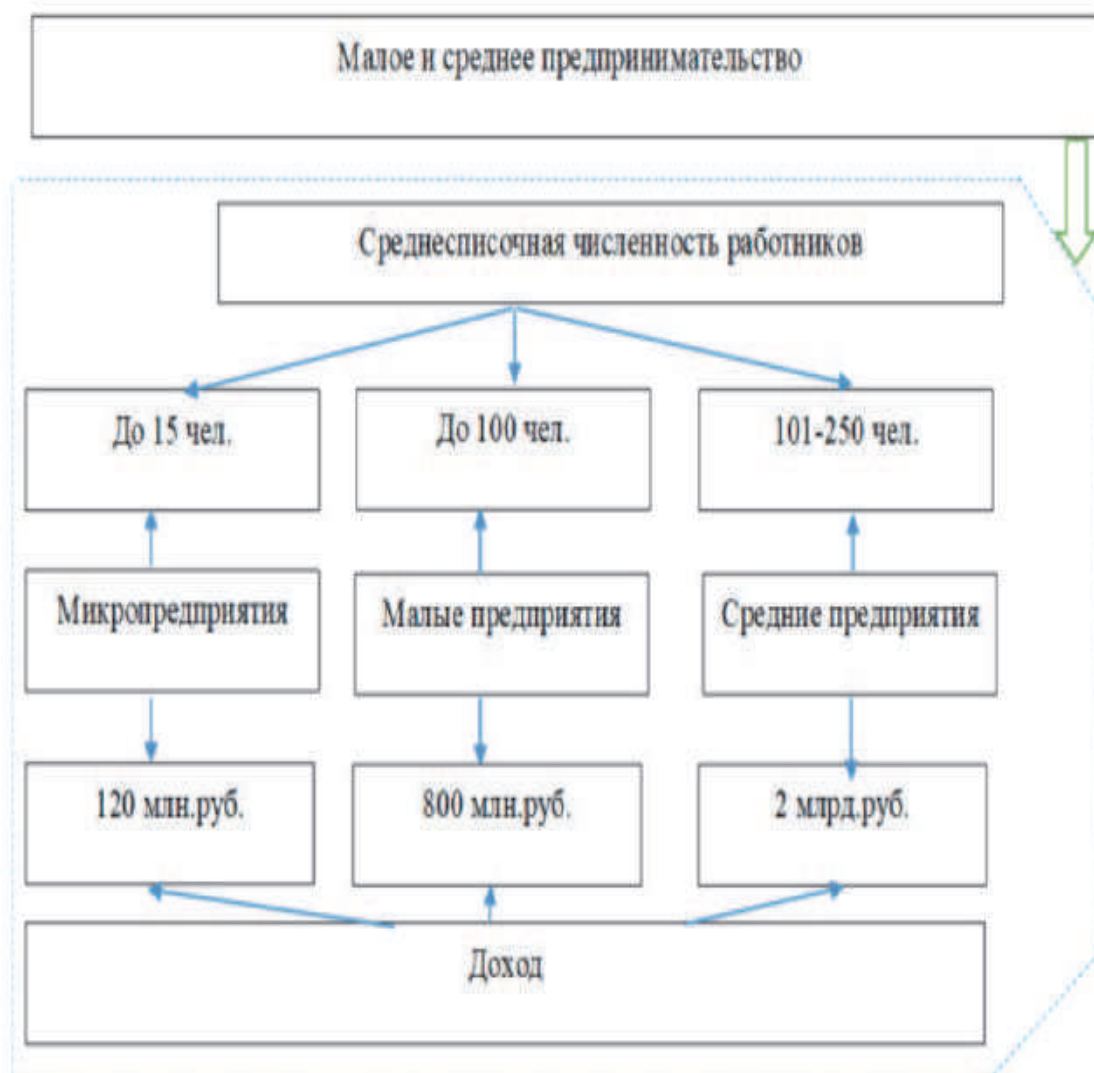 Малое и среднее предпринимательство
Среднесписочная численность работников
До 15 чел.
До 100 чел.
101-250 чел.
Микропредприятия
Малые предприятия
Средние предприятия
120 млн.руб.
800 млн.руб.
2 млрд.руб.
Доход